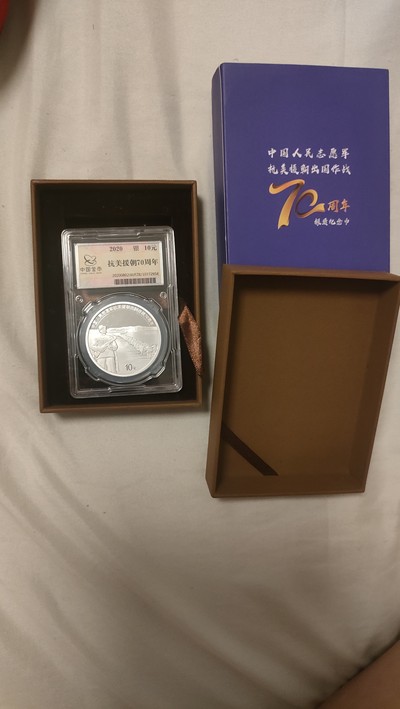 中国人民志愿军
抗美援朝出国作战
70周年
银质纪念币
2020 银 10元
中国金币
抗美援朝70周年
10元